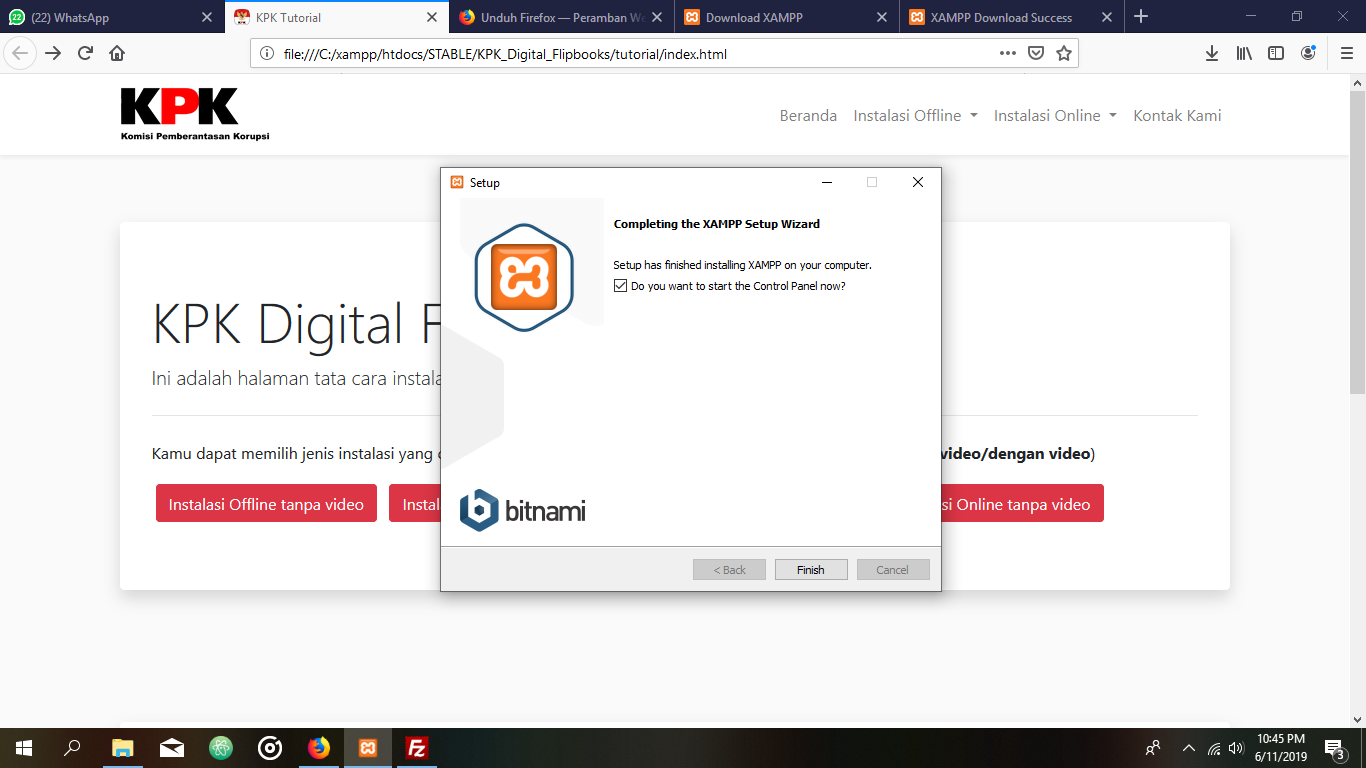 (22) WhatsApp
KPK Tutorial
Unduh Firefox — Peramban W
Download XAMPP
XAMPP Download Success
file:///C:/xampp/htdocs/STABLE/KPK_Digital_Flipbooks/tutorial/index.html
KPK
Komisi Pemberantasan Korupsi
Beranda
Instalasi Offline
Instalasi Online
Kontak Kami
Setup
Completing the XAMPP Setup Wizard
Setup has finished installing XAMPP on your computer.
Do you want to start the Control Panel now?
bitnami
< Back
Finish
Cancel
KPK Digital
Ini adalah halaman tata cara
Kamu dapat memilih jenis instalasi yang
video/dengan video)
Instalasi Offline tanpa video
Online tanpa video
10:45 PM
6/11/2019
3